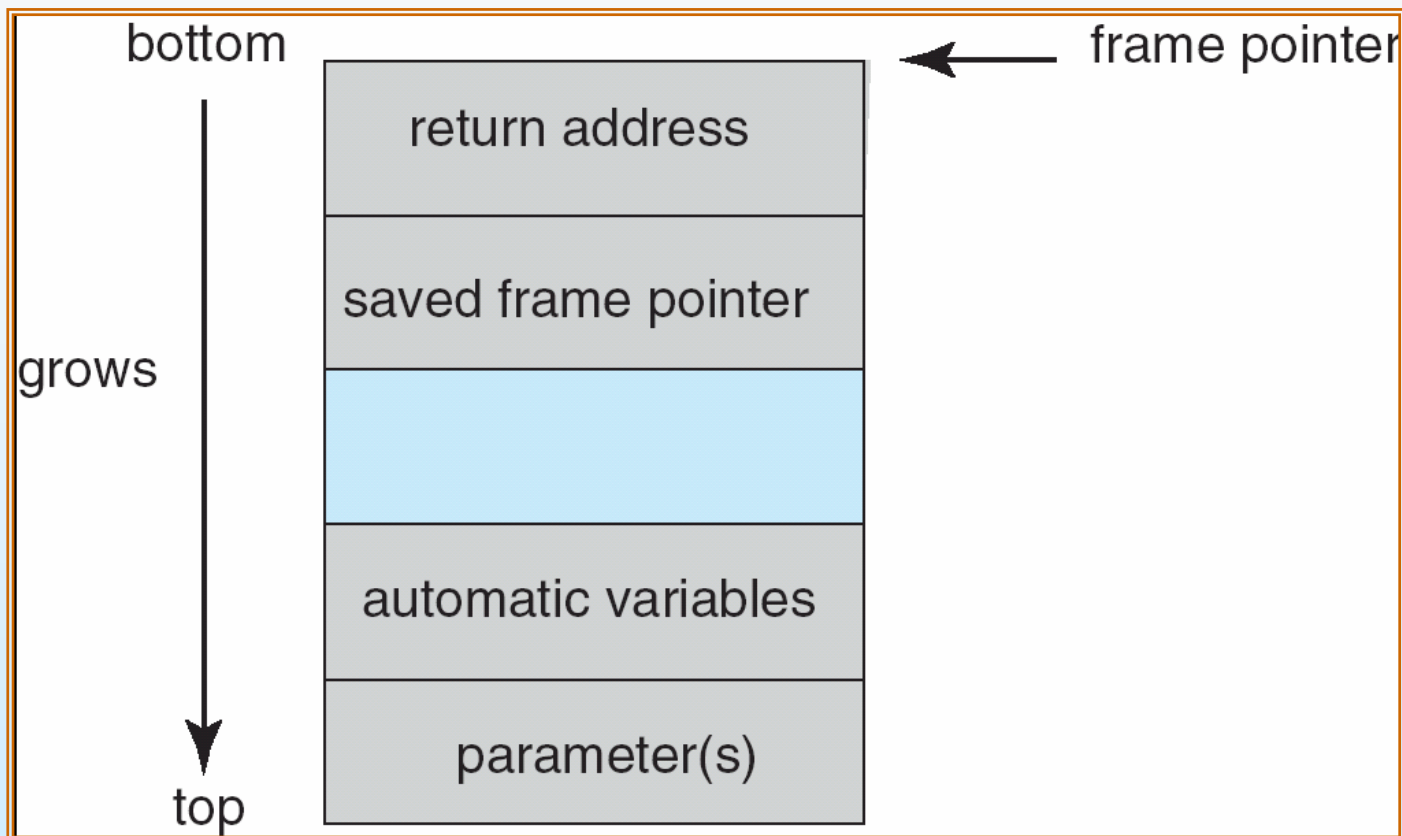 bottom
frame pointer
return address
saved frame pointer
grows
automatic variables
parameter(s)
top